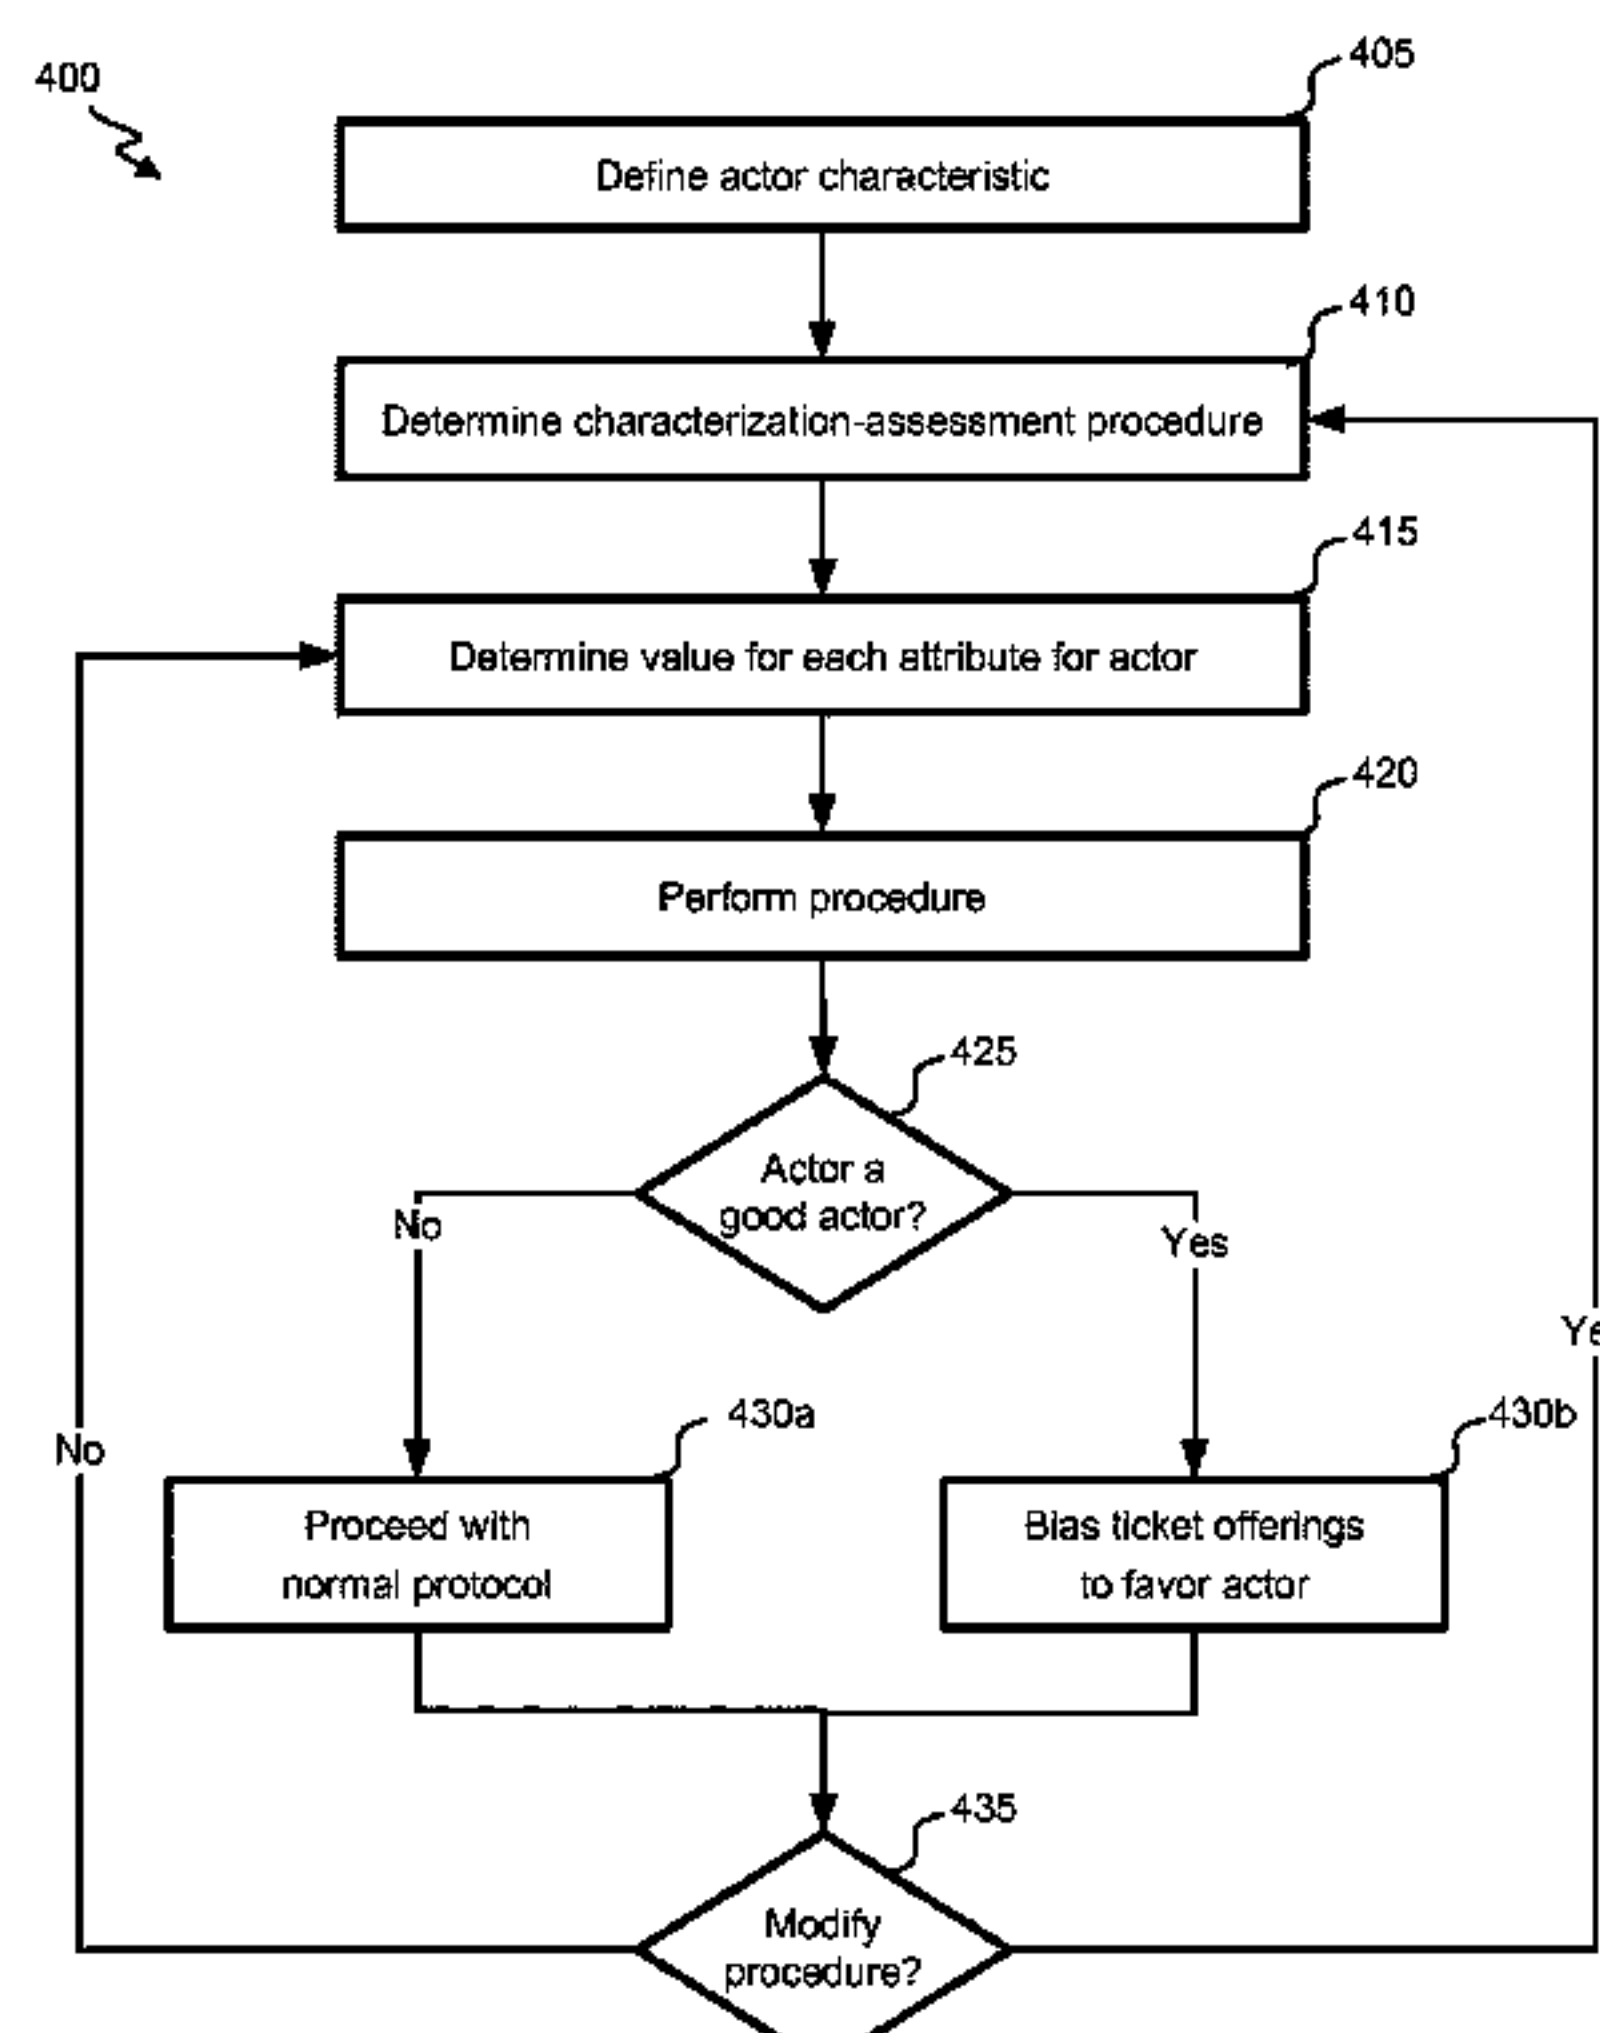 400
405
Define actor characteristic
410
Determine characterization-assessment procedure
415
Determine value for each attribute for actor
420
Perform procedure
425
Actor a
good actor?
No
Yes
430a
430b
No
Proceed with
normal protocol
Bias ticket offerings
to favor actor
435
Modify
procedure?